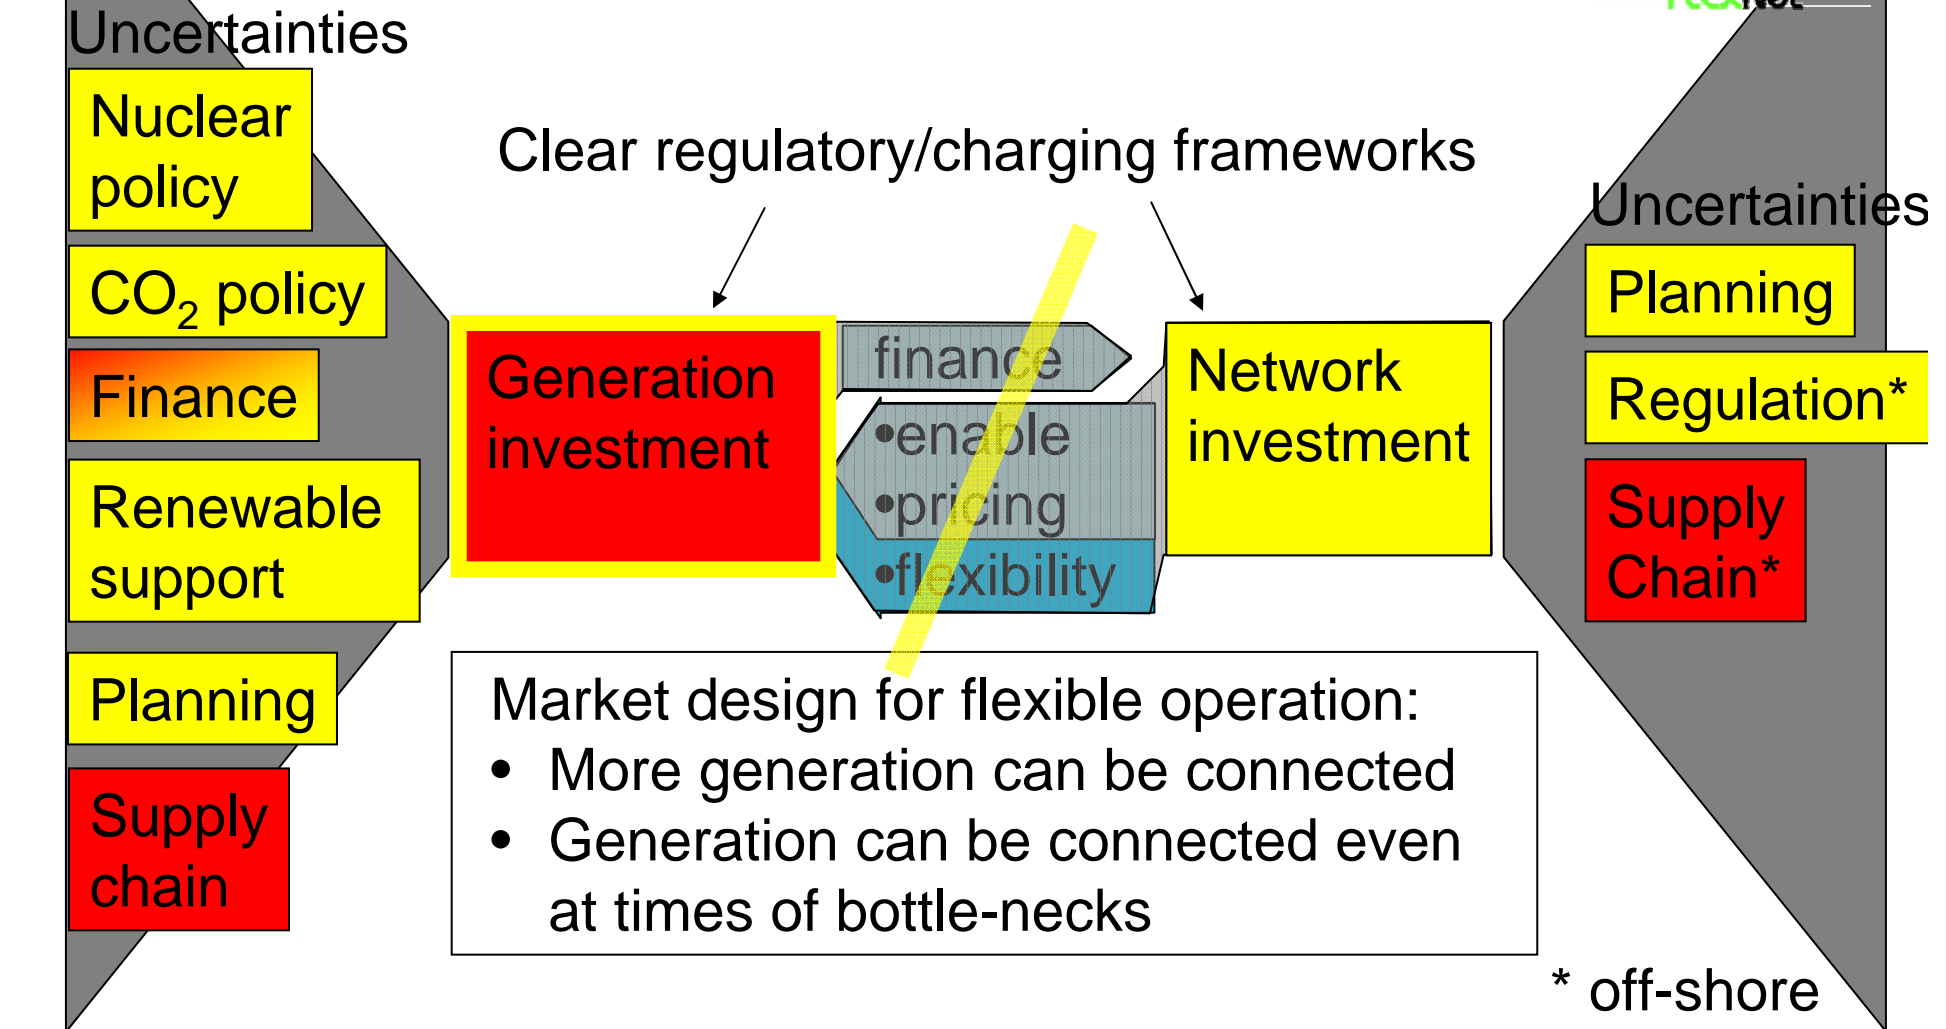 Uncertainties
Nuclear
policy
CO₂ policy
Finance
Renewable
support
Planning
Supply
chain
Clear regulatory/charging frameworks
Generation
investment
finance
•enable
•pricing
•flexibility
Network
investment
Market design for flexible operation:
• More generation can be connected
• Generation can be connected even
at times of bottle-necks
Uncertainties
Planning
Regulation*
Supply
Chain*
* off-shore